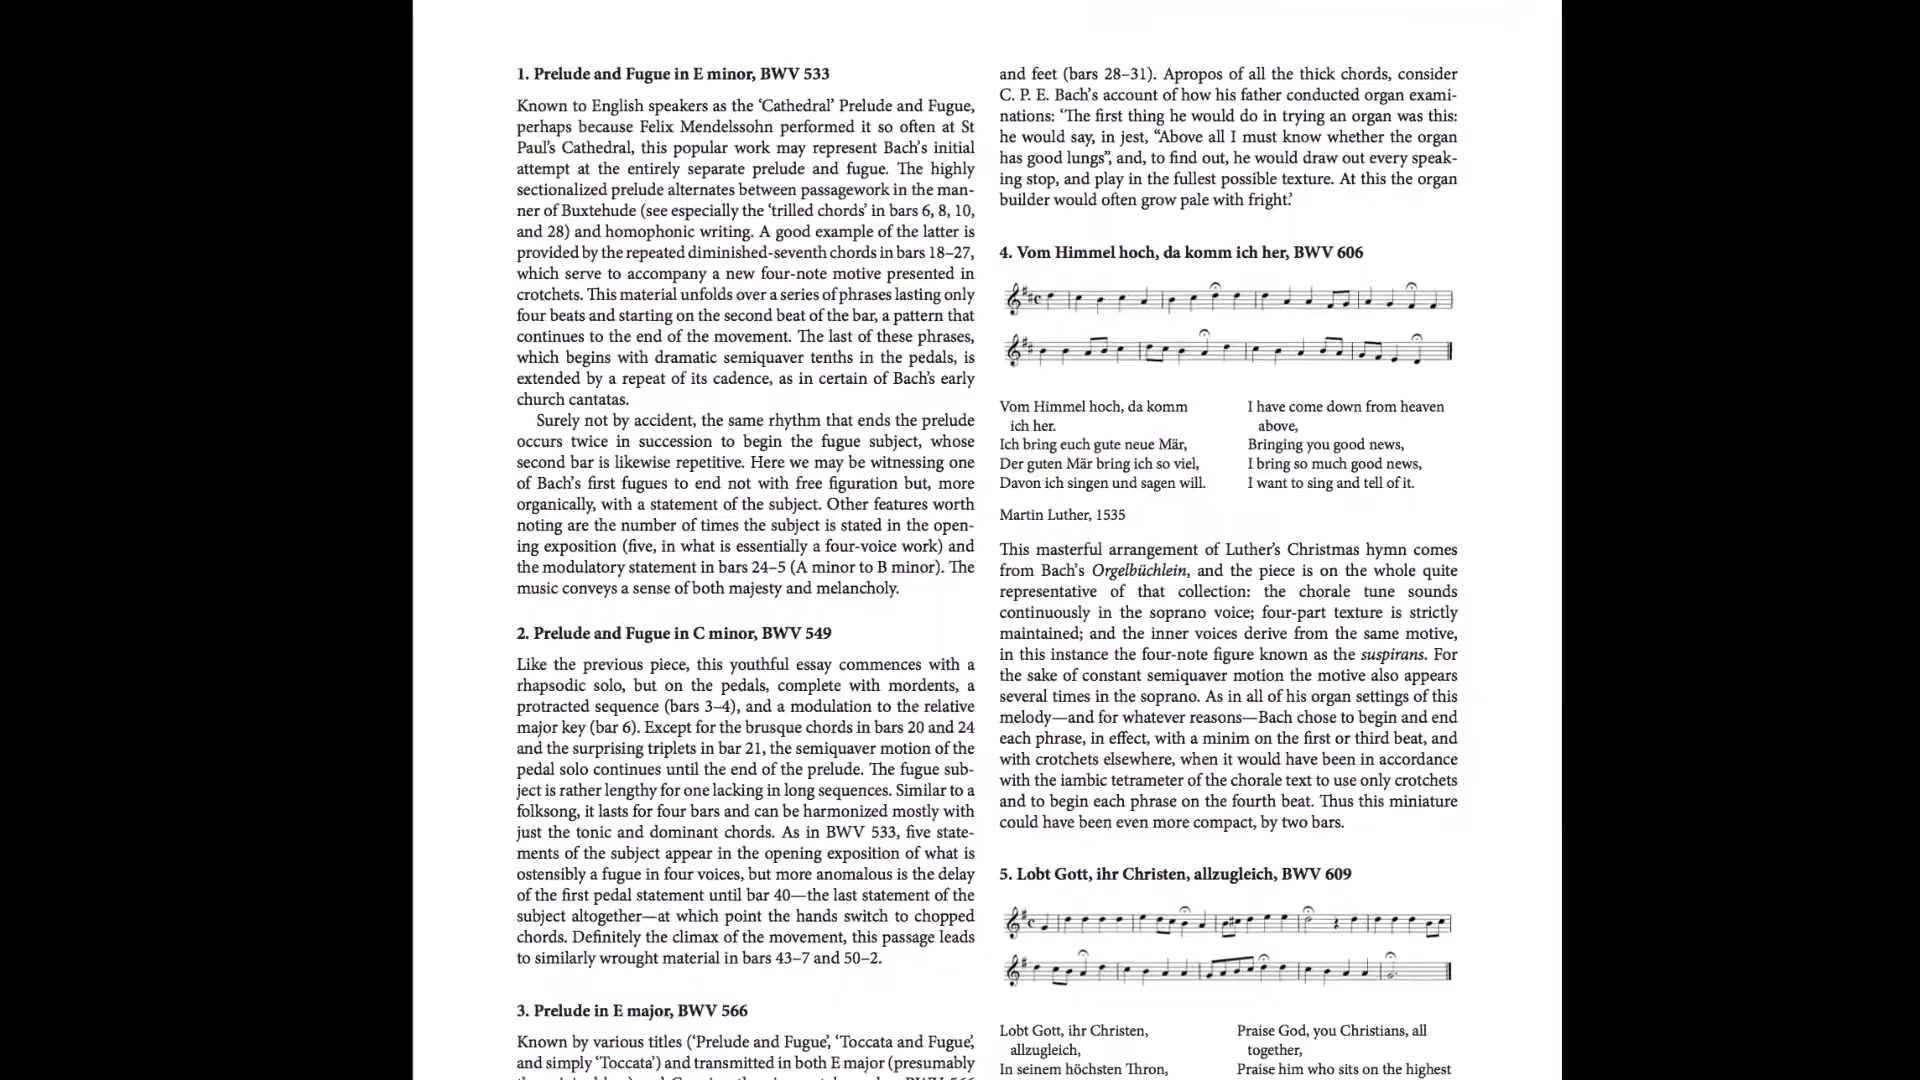 1. Prelude and Fugue in E minor, BWV 533
Known to English speakers as the ‘Cathedral’ Prelude and Fugue,
perhaps because Felix Mendelssohn performed it so often at St
Paul’s Cathedral, this popular work may represent Bach’s initial
attempt at the entirely separate prelude and fugue. The highly
sectionalized prelude alternates between passagework in the man-
ner of Buxtehude (see especially the ‘trilled chords’ in bars 6, 8, 10,
and 28) and homophonic writing. A good example of the latter is
provided by the repeated diminished-seventh chords in bars 18–27,
which serve to accompany a new four-note motive presented in
crotchets. This material unfolds over a series of phrases lasting only
four beats and starting on the second beat of the bar, a pattern that
continues to the end of the movement. The last of these phrases,
which begins with dramatic semiquaver tenths in the pedals, is
extended by a repeat of its cadence, as in certain of Bach’s early
church cantatas.
Surely not by accident, the same rhythm that ends the prelude
occurs twice in succession to begin the fugue subject, whose
second bar is likewise repetitive. Here we may be witnessing one
of Bach’s first fugues to end not with free figuration but, more
organically, with a statement of the subject. Other features worth
noting are the number of times the subject is stated in the open-
ing exposition (five, in what is essentially a four-voice work) and
the modulatory statement in bars 24–5 (A minor to B minor). The
music conveys a sense of both majesty and melancholy.
2. Prelude and Fugue in C minor, BWV 549
Like the previous piece, this youthful essay commences with a
rhapsodic solo, but on the pedals, complete with mordents, a
protracted sequence (bars 3–4), and a modulation to the relative
major key (bar 6). Except for the brusque chords in bars 20 and 24
and the surprising triplets in bar 21, the semiquaver motion of the
pedal solo continues until the end of the prelude. The fugue sub-
ject is rather lengthy for one lacking in long sequences. Similar to a
folksong, it lasts for four bars and can be harmonized mostly with
just the tonic and dominant chords. As in BWV 533, five state-
ments of the subject appear in the opening exposition of what is
ostensibly a fugue in four voices, but more anomalous is the delay
of the first pedal statement until bar 40—the last statement of the
subject altogether—at which point the hands switch to chopped
chords. Definitely the climax of the movement, this passage leads
to similarly wrought material in bars 43–7 and 50–2.
3. Prelude in E major, BWV 566
Known by various titles (‘Prelude and Fugue’, ‘Toccata and Fugue’,
and simply ‘Toccata’) and transmitted in both E major (presumably
and feet (bars 28–31). Apropos of all the thick chords, consider
C. P. E. Bach’s account of how his father conducted organ exami-
nations: ‘The first thing he would do in trying an organ was this:
he would say, in jest, “Above all I must know whether the organ
has good lungs”, and, to find out, he would draw out every speak-
ing stop, and play in the fullest possible texture. At this the organ
builder would often grow pale with fright.’
4. Vom Himmel hoch, da komm ich her, BWV 606
Vom Himmel hoch, da komm
ich her.
Ich bring euch gute neue Mär,
Der guten Mär bring ich so viel,
Davon ich singen und sagen will.
I have come down from heaven
above,
Bringing you good news,
I bring so much good news,
I want to sing and tell of it.
Martin Luther, 1535
This masterful arrangement of Luther’s Christmas hymn comes
from Bach’s Orgelbüchlein, and the piece is on the whole quite
representative of that collection: the chorale tune sounds
continuously in the soprano voice; four-part texture is strictly
maintained; and the inner voices derive from the same motive,
in this instance the four-note figure known as the suspirans. For
the sake of constant semiquaver motion the motive also appears
several times in the soprano. As in all of his organ settings of this
melody—and for whatever reasons—Bach chose to begin and end
each phrase, in effect, with a minim on the first or third beat, and
with crotchets elsewhere, when it would have been in accordance
with the iambic tetrameter of the chorale text to use only crotchets
and to begin each phrase on the fourth beat. Thus this miniature
could have been even more compact, by two bars.
5. Lobt Gott, ihr Christen, allzugleich, BWV 609
Lobt Gott, ihr Christen,
allzugleich,
In seinem höchsten Thron,
Praise God, you Christians, all
together,
Praise him who sits on the highest